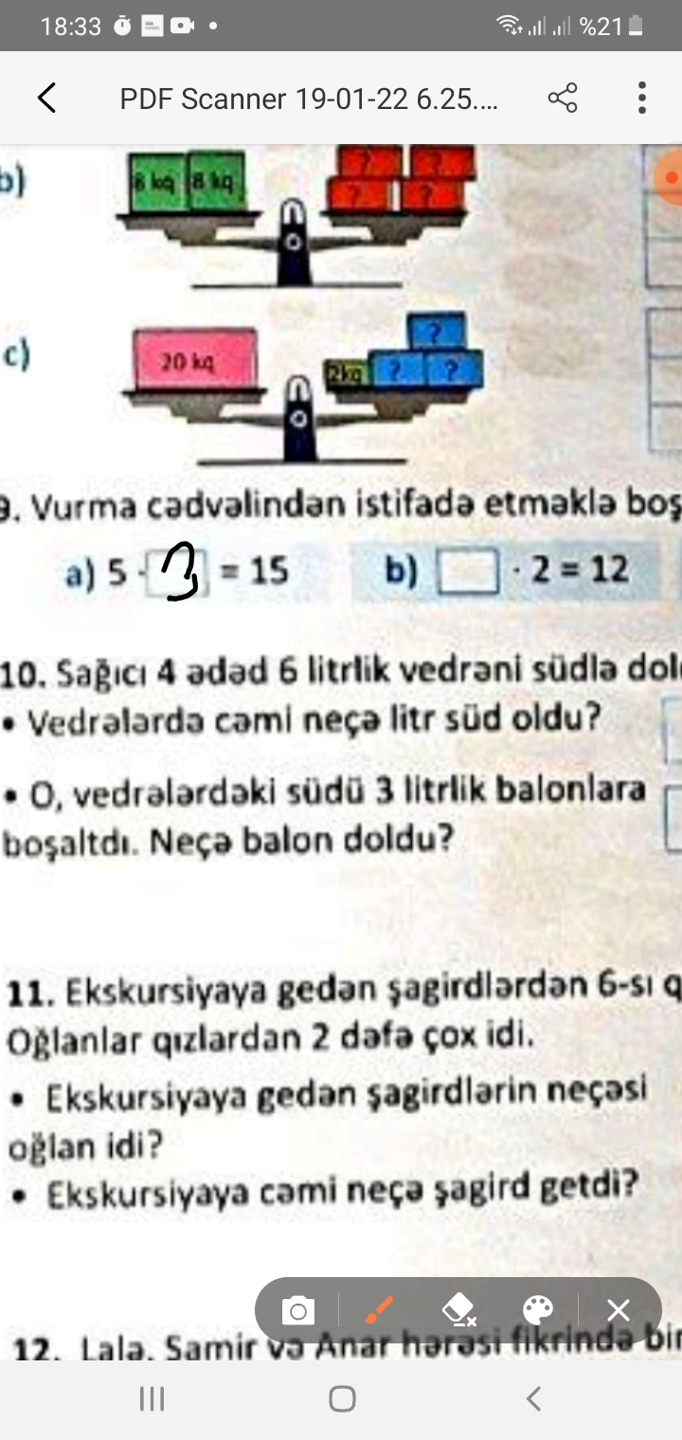 18:33 %21
PDF Scanner 19-01-22 6.25....
b) 8 kq 8 kq ? ? ? ?
c) 20 kq 2kq ? ? ?
9. Vurma cədvəlindən istifadə etməklə boş
a) 5 · 3 = 15 b) · 2 = 12
10. Sağıcı 4 ədəd 6 litrlik vedrəni südlə dol
• Vedrələrdə cəmi neçə litr süd oldu?
• O, vedrələrdəki südü 3 litrlik balonlara
boşaltdı. Neçə balon doldu?
11. Ekskursiyaya gedən şagirdlərdən 6-sı q
Oğlanlar qızlardan 2 dəfə çox idi.
• Ekskursiyaya gedən şagirdlərin neçəsi
oğlan idi?
• Ekskursiyaya cəmi neçə şagird getdi?
12. Lalə, Samir və Anar hərəsi fikrində bir